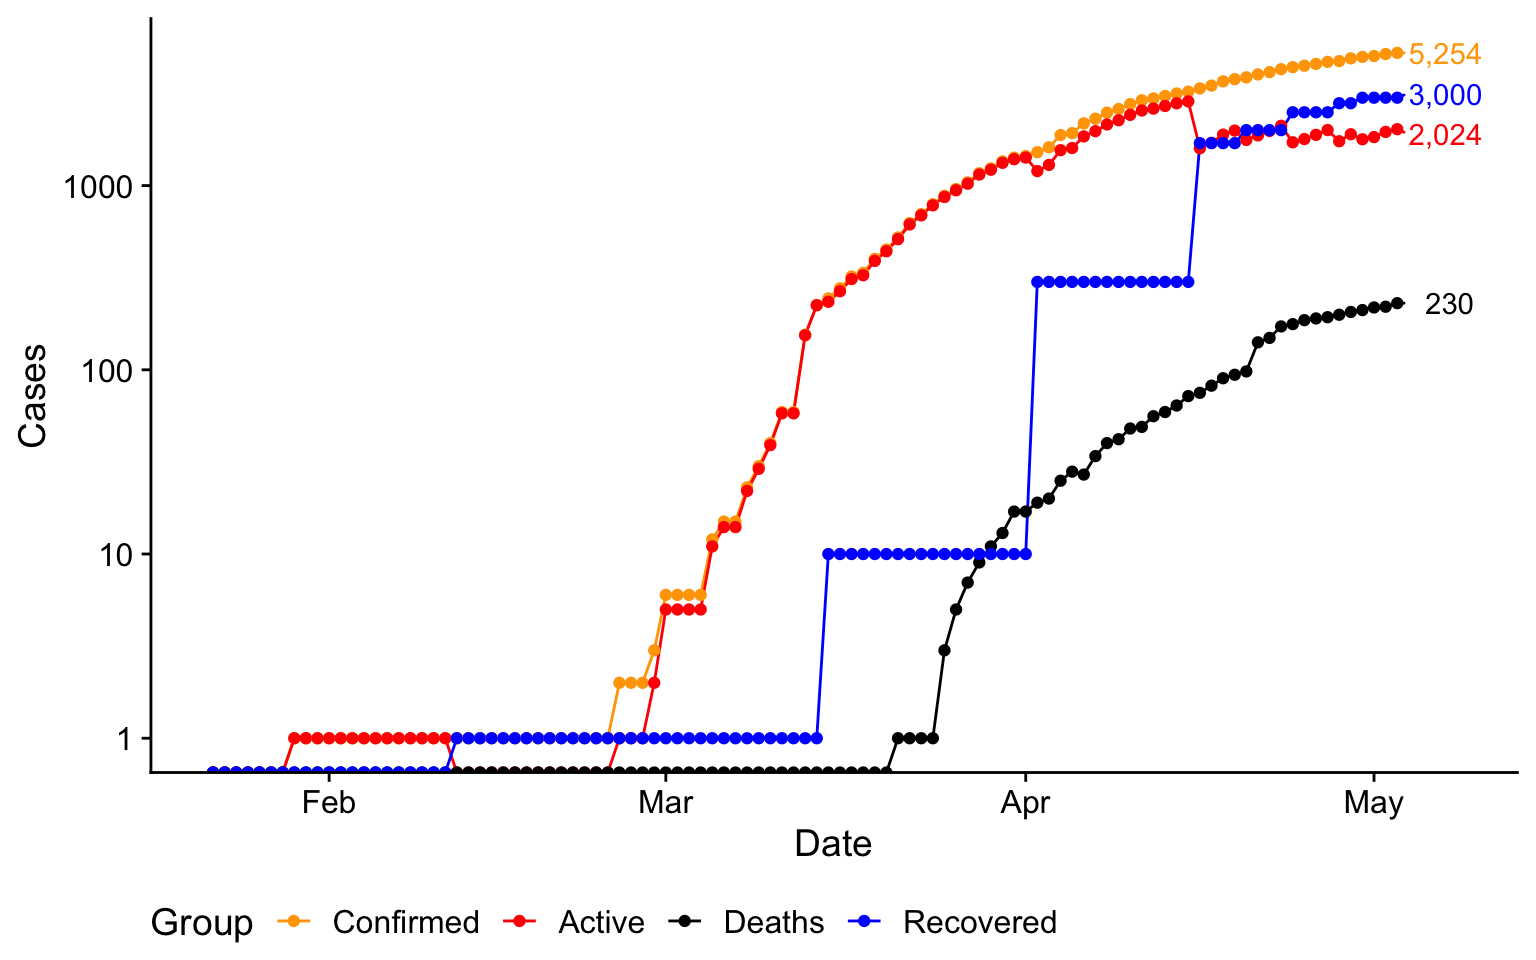 5,254
3,000
2,024
230
1000
100
10
1
Cases
Feb Mar Apr May
Date
Group Confirmed Active Deaths Recovered